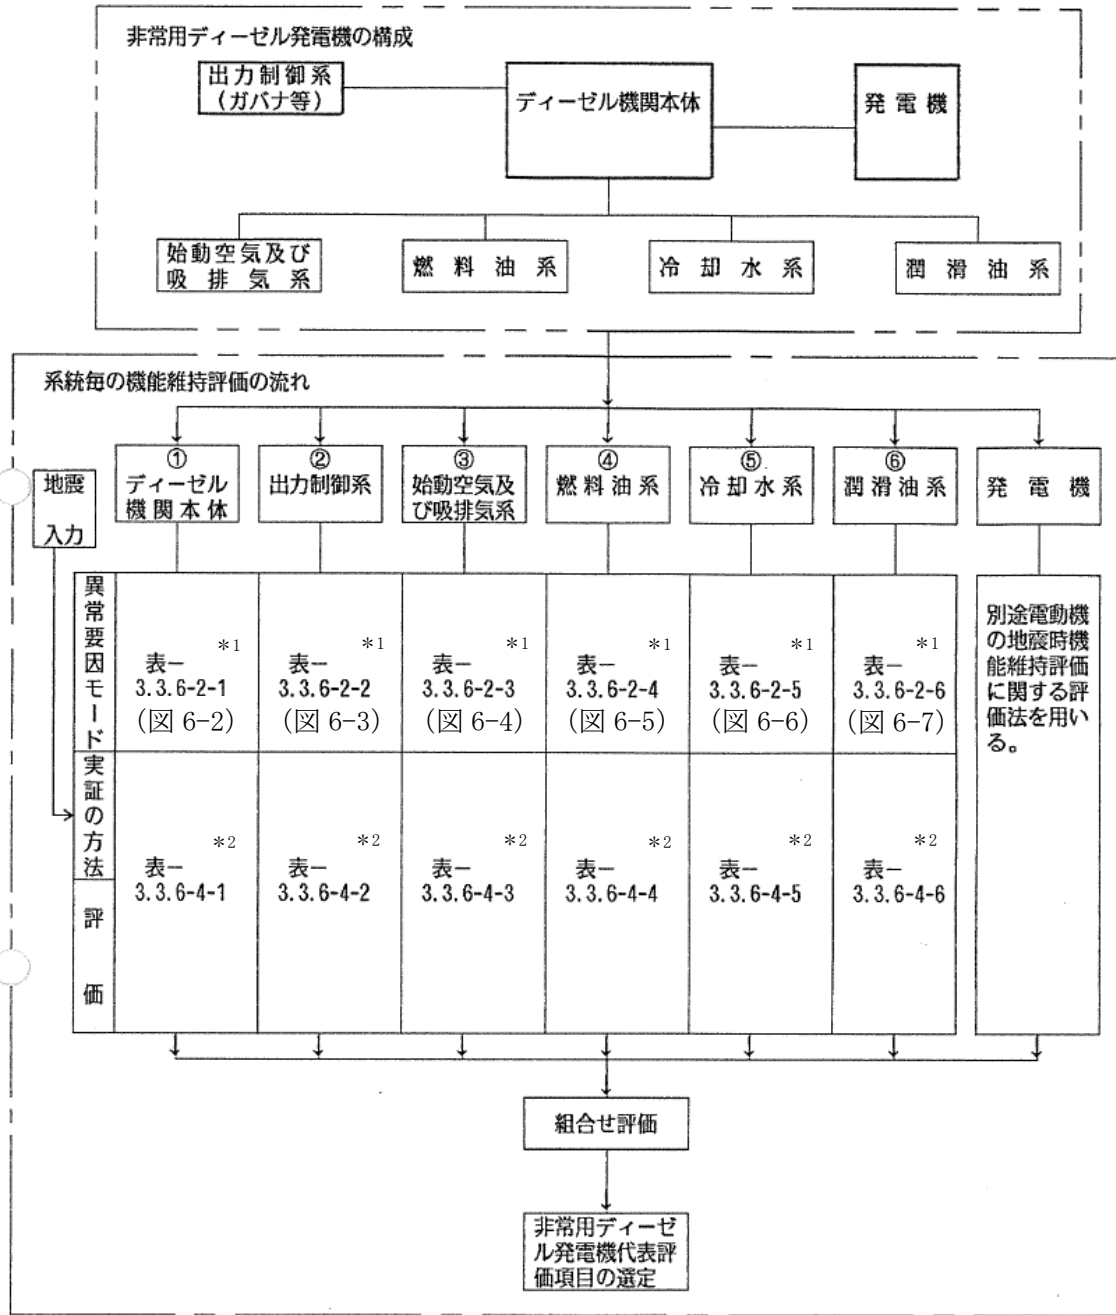 非常用ディーゼル発電機の構成
出力制御系
(ガバナ等)
ディーゼル機関本体
発電機
始動空気及び
吸排気系
燃料油系
冷却水系
潤滑油系
系統毎の機能維持評価の流れ
地震
入力
①
ディーゼル
機関本体
②
出力制御系
③
始動空気及
び吸排気系
④
燃料油系
⑤
冷却水系
⑥
潤滑油系
発電機
異常要因モード
*1
表－
3.3.6-2-1
(図 6-2)
*1
表－
3.3.6-2-2
(図 6-3)
*1
表－
3.3.6-2-3
(図 6-4)
*1
表－
3.3.6-2-4
(図 6-5)
*1
表－
3.3.6-2-5
(図 6-6)
*1
表－
3.3.6-2-6
(図 6-7)
別途電動機
の地震時機
能維持評価
に関する評
価法を用い
る。
実証の方法
評価
*2
表－
3.3.6-4-1
*2
表－
3.3.6-4-2
*2
表－
3.3.6-4-3
*2
表－
3.3.6-4-4
*2
表－
3.3.6-4-5
*2
表－
3.3.6-4-6
組合せ評価
非常用ディーゼ
ル発電機代表評
価項目の選定